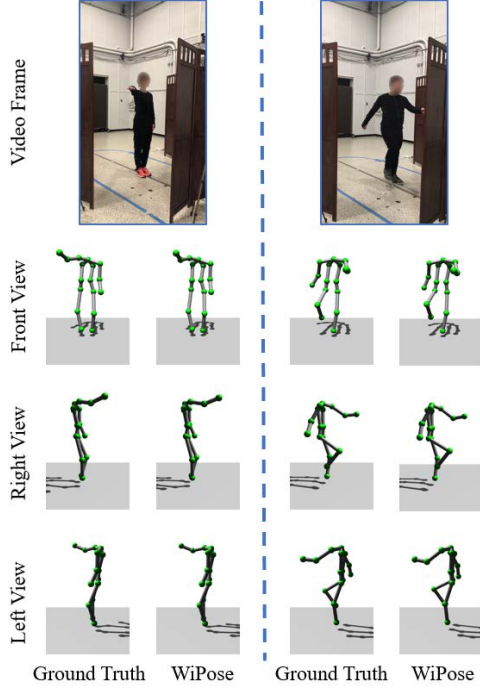 Video Frame
Front View
Right View
Left View
Ground Truth WiPose Ground Truth WiPose